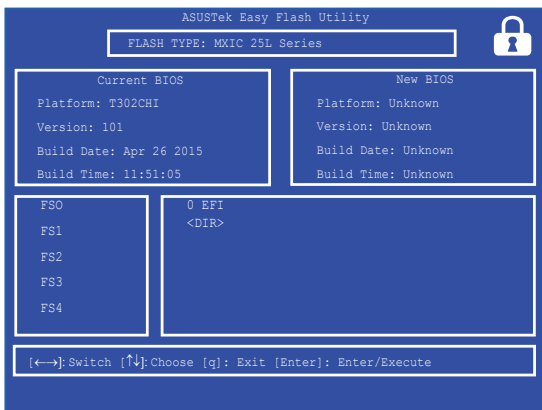 ASUSTek Easy Flash Utility
FLASH TYPE: MXIC 25L Series
Current BIOS
Platform: T302CHI
Version: 101
Build Date: Apr 26 2015
Build Time: 11:51:05
New BIOS
Platform: Unknown
Version: Unknown
Build Date: Unknown
Build Time: Unknown
FSO
FS1
FS2
FS3
FS4
0 EFI
<DIR>
[←→]: Switch [↑↓]: Choose [q]: Exit [Enter]: Enter/Execute